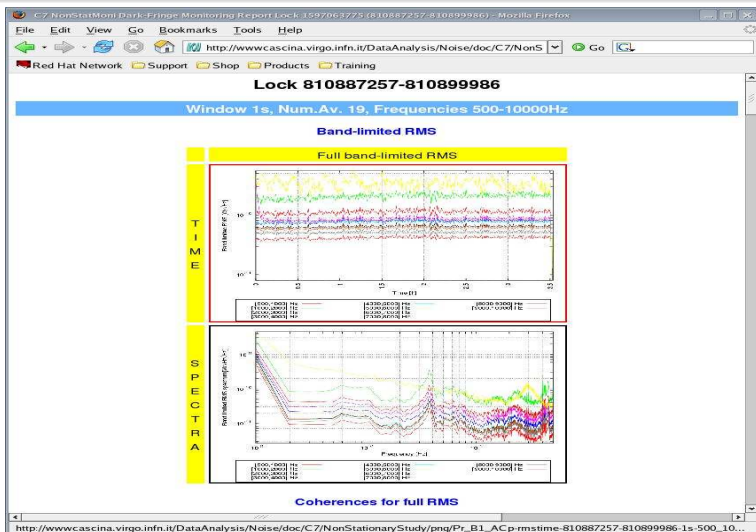 C7 NonStatMoni Dark-Fringe Monitoring Report Lock 1597063775 (810887257-810899986) - Mozilla Firefox
File Edit View Go Bookmarks Tools Help
http://wwwcascina.virgo.infn.it/DataAnalysis/Noise/doc/C7/NonS Go
Red Hat Network Support Shop Products Training
Lock 810887257-810899986
Window 1s, Num.Av. 19, Frequencies 500-10000Hz
Band-limited RMS
Full band-limited RMS
TIME
SPECTRA
Frequency [Hz]
Coherences for full RMS
http://wwwcascina.virgo.infn.it/DataAnalysis/Noise/doc/C7/NonStationaryStudy/png/Pr_B1_ACp-rmstime-810887257-810899986-1s-500_10...